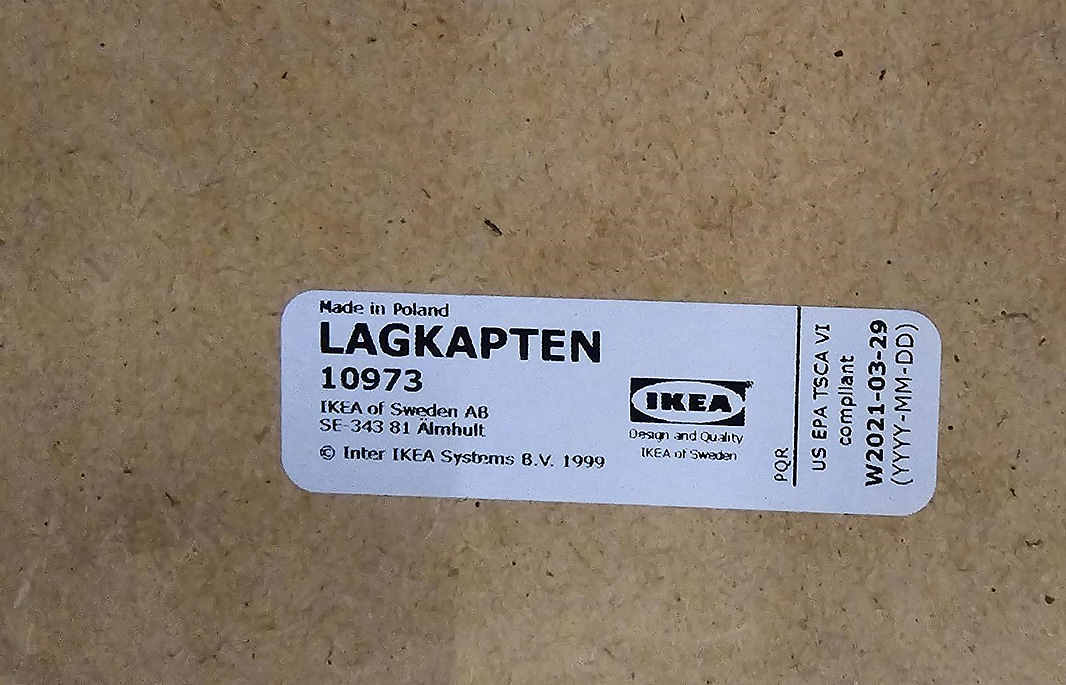 Made in Poland
LAGKAPTEN
10973
IKEA of Sweden AB
SE-343 81 Älmhult
© Inter IKEA Systems B.V. 1999
IKEA®
Design and Quality
IKEA of Sweden
PQR
US EPA TSCA VI
compliant
W2021-03-29
(YYYY-MM-DD)